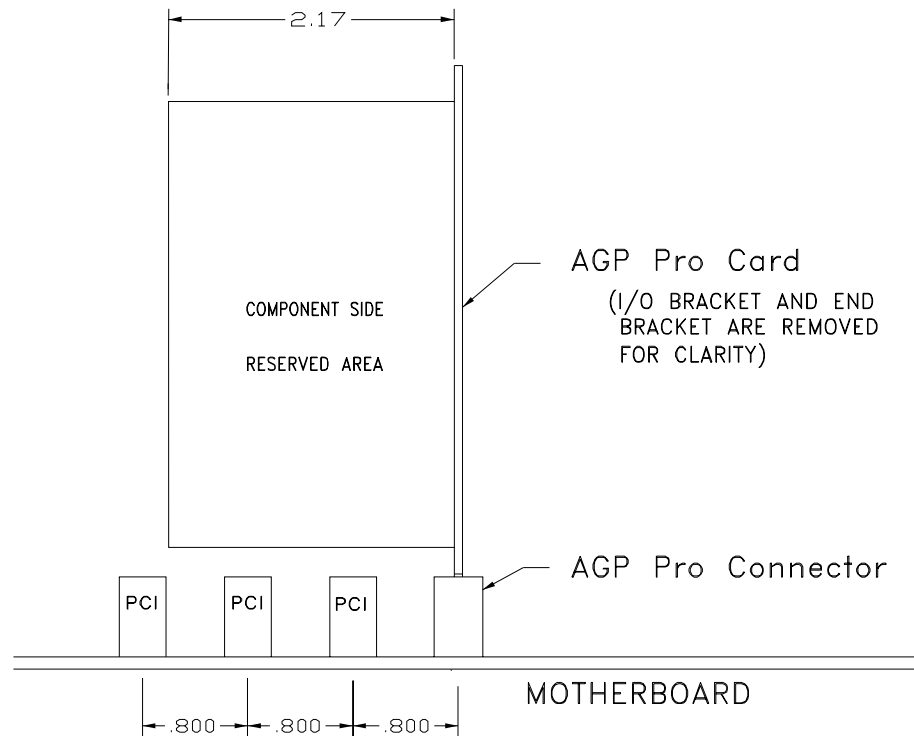 2.17
AGP Pro Card
(I/O BRACKET AND END
BRACKET ARE REMOVED
FOR CLARITY)
COMPONENT SIDE
RESERVED AREA
AGP Pro Connector
PCI
PCI
PCI
MOTHERBOARD
.800
.800
.800